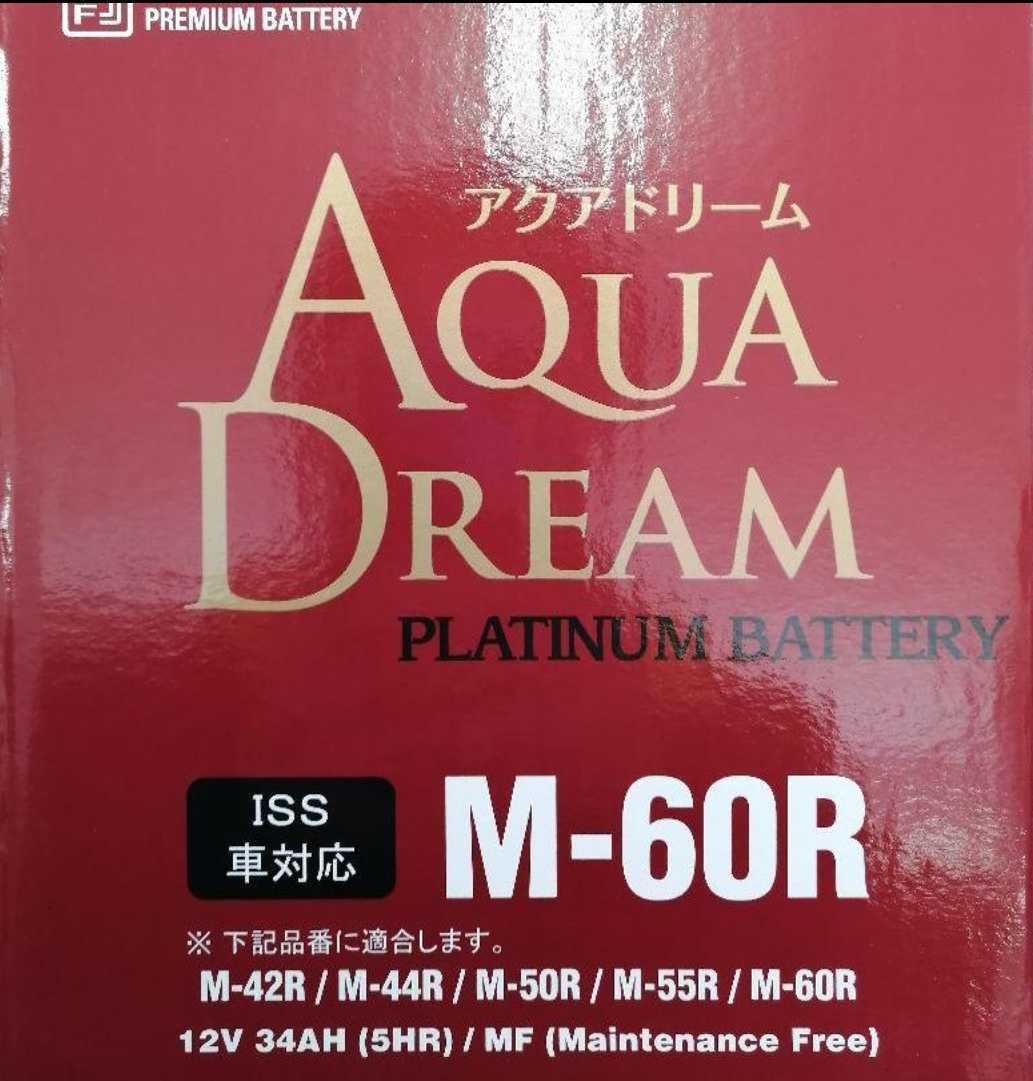 FJ PREMIUM BATTERY
アクアドリーム
AQUA
DREAM
PLATINUM BATTERY
ISS
車対応
M-60R
※ 下記品番に適合します。
M-42R / M-44R / M-50R / M-55R / M-60R
12V 34AH (5HR) / MF (Maintenance Free)